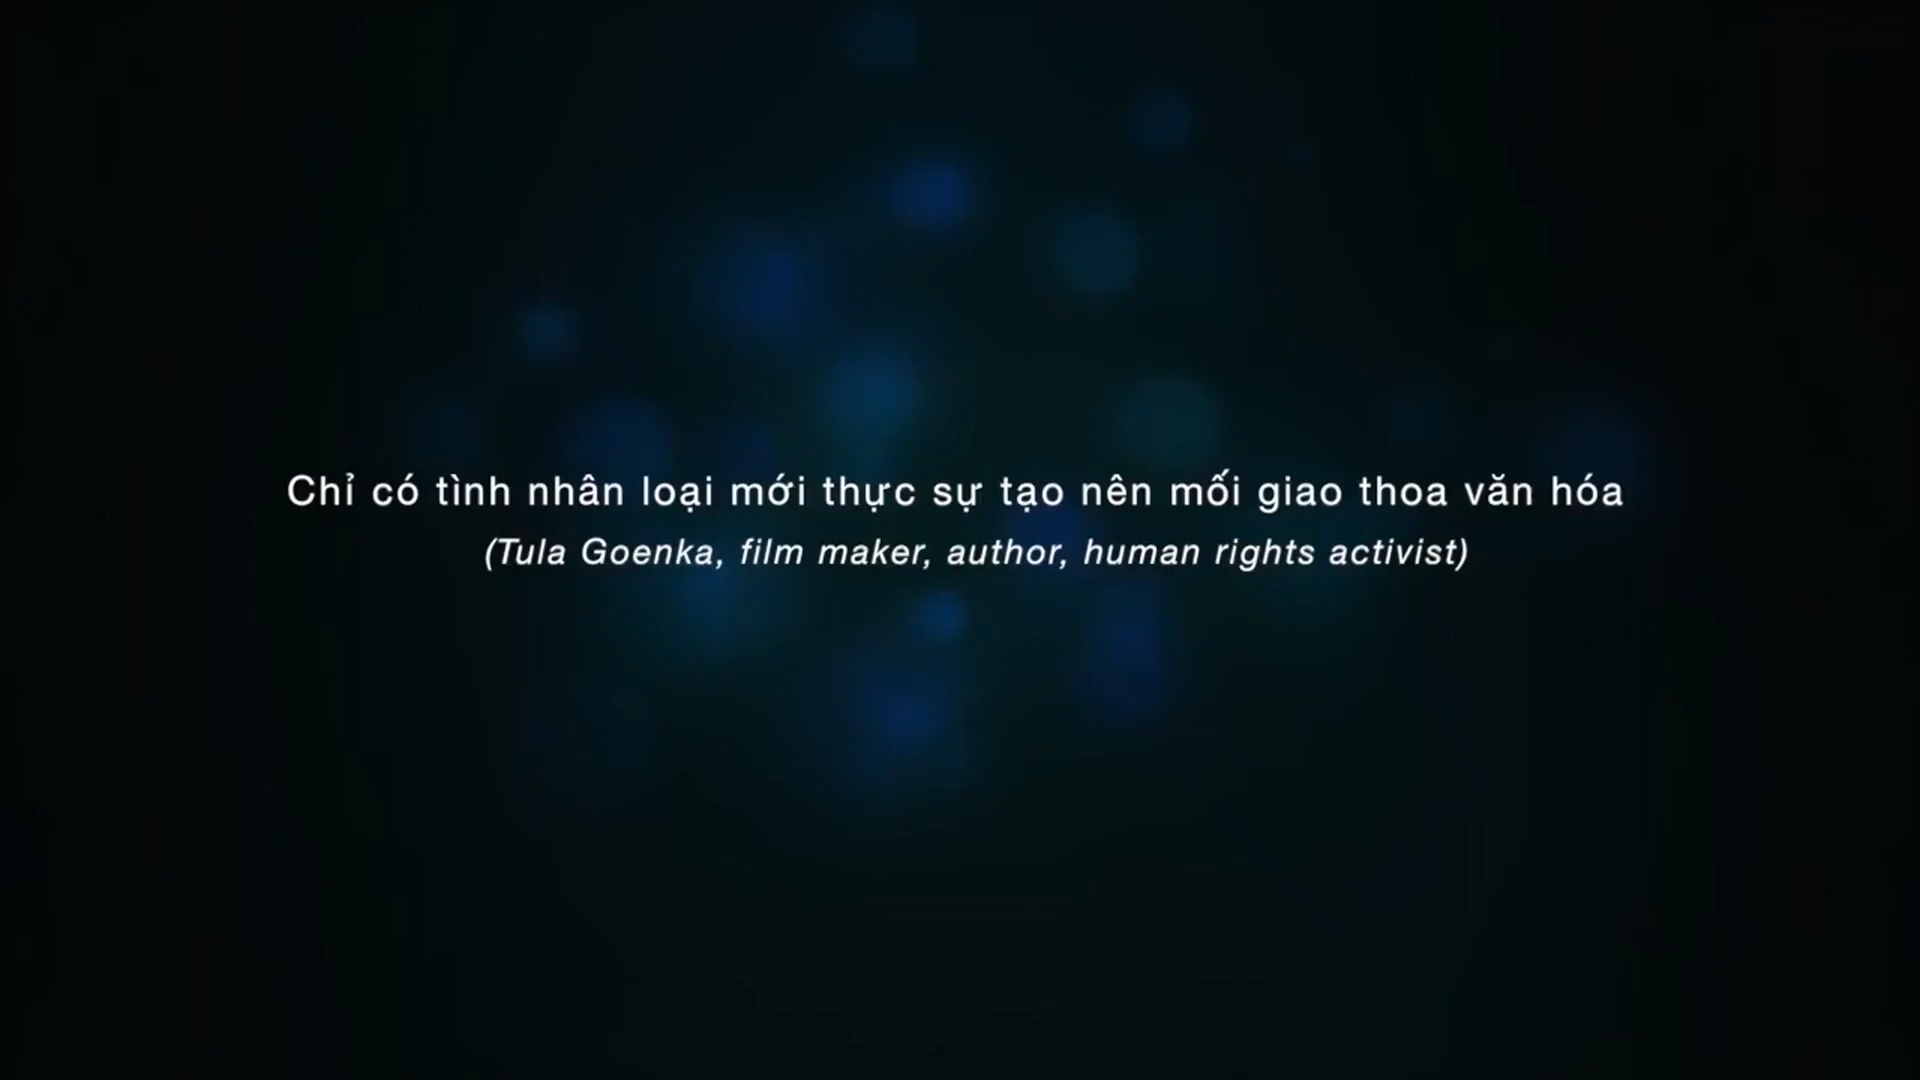 Chỉ có tình nhân loại mới thực sự tạo nên mối giao thoa văn hóa
(Tula Goenka, film maker, author, human rights activist)